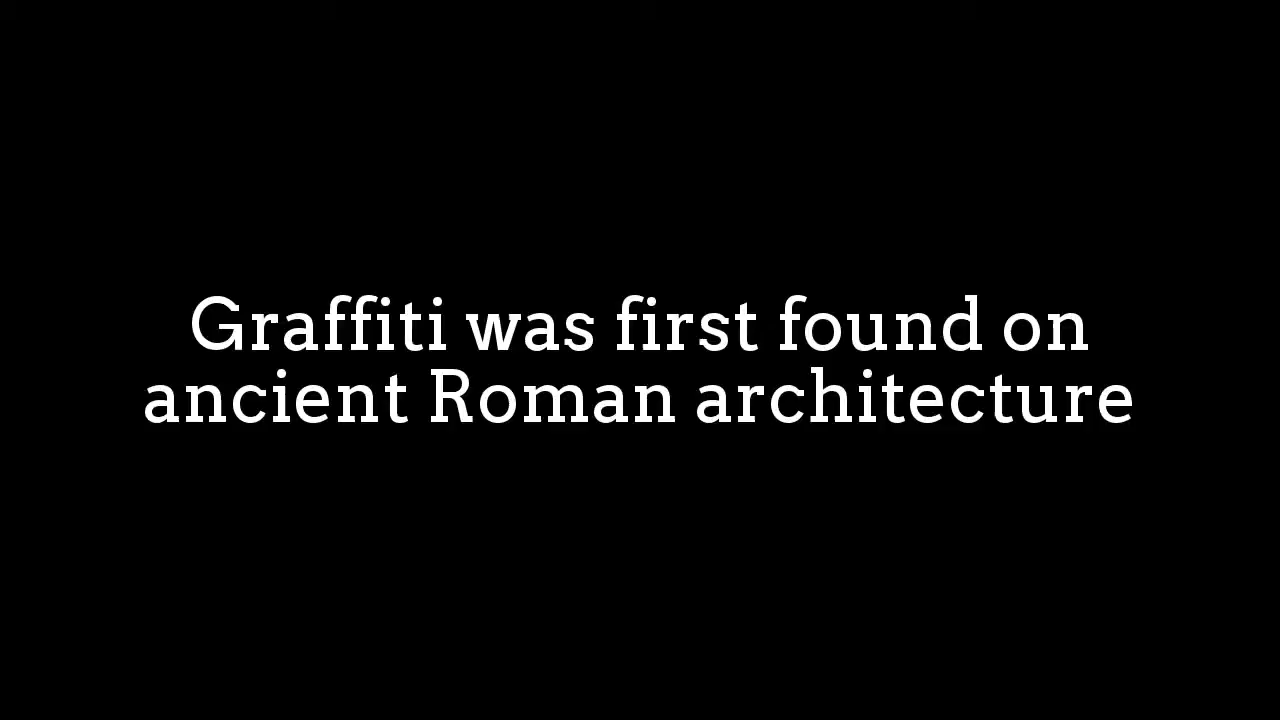 Graffiti was first found on
ancient Roman architecture